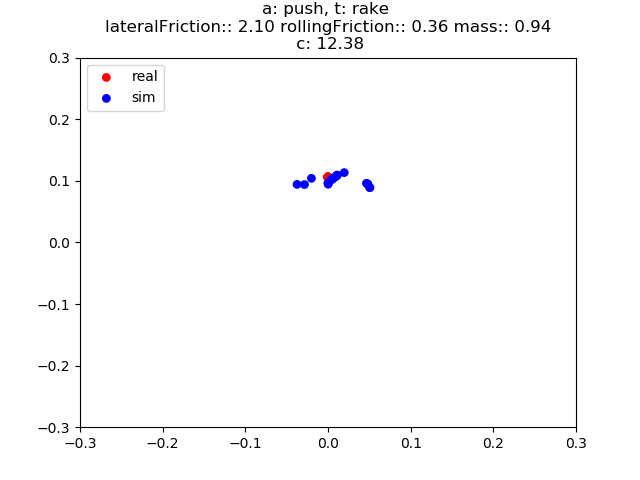 a: push, t: rake
lateralFriction:: 2.10 rollingFriction:: 0.36 mass:: 0.94
c: 12.38
real
sim
0.3
0.2
0.1
0.0
−0.1
−0.2
−0.3
−0.3 −0.2 −0.1 0.0 0.1 0.2 0.3